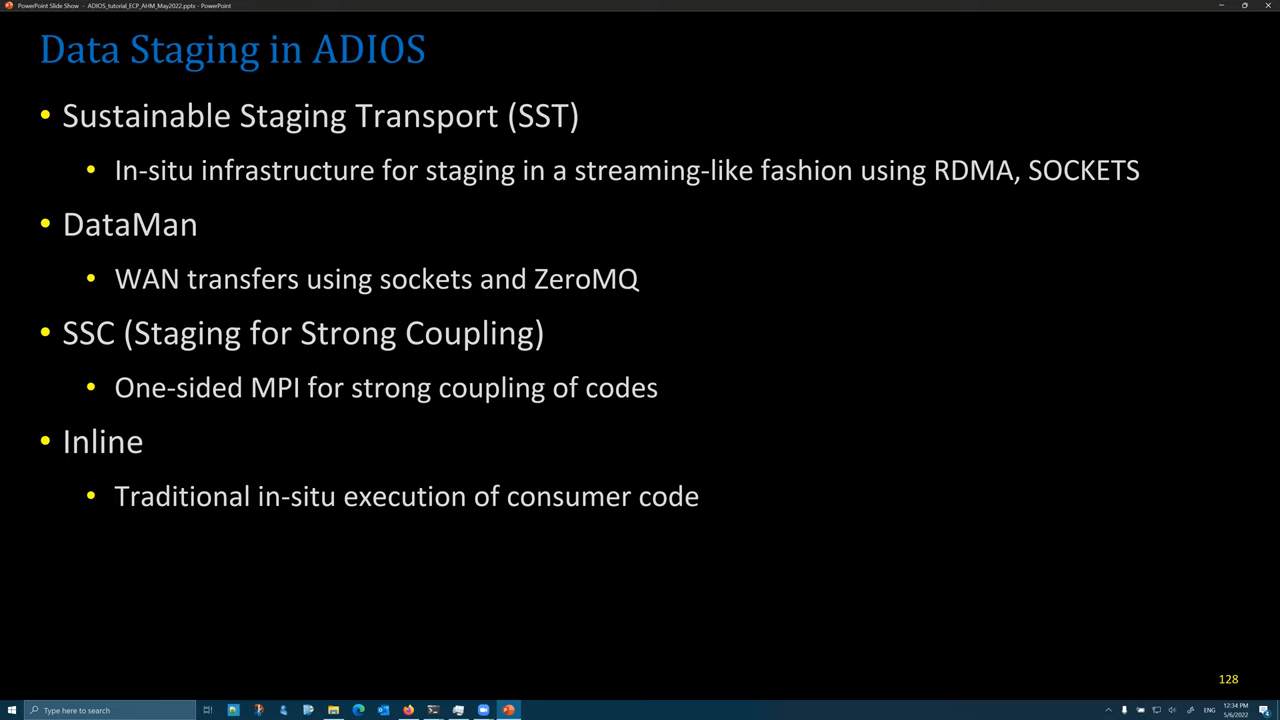 PowerPoint Slide Show - ADIOS_tutorial_ECP_AHM_May2022.pptx - PowerPoint
Data Staging in ADIOS
• Sustainable Staging Transport (SST)
• In-situ infrastructure for staging in a streaming-like fashion using RDMA, SOCKETS
• DataMan
• WAN transfers using sockets and ZeroMQ
• SSC (Staging for Strong Coupling)
• One-sided MPI for strong coupling of codes
• Inline
• Traditional in-situ execution of consumer code
128
Type here to search
ENG
12:34 PM
5/6/2022